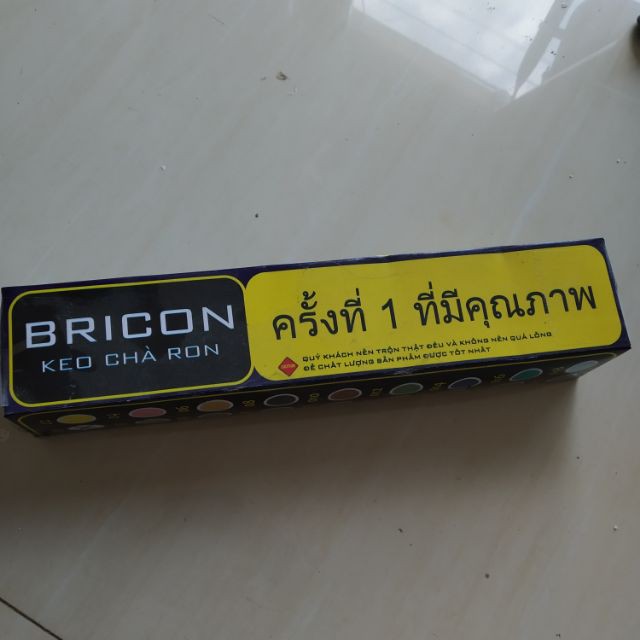 BRICON
KEO CHÀ RON
ครั้งที่ 1 ที่มีคุณภาพ
QUÝ KHÁCH NÊN TRỘN THẬT ĐỀU VÀ KHÔNG NÊN QUÁ LỎNG
ĐỂ CHẤT LƯỢNG SẢN PHẨM ĐƯỢC TỐT NHẤT